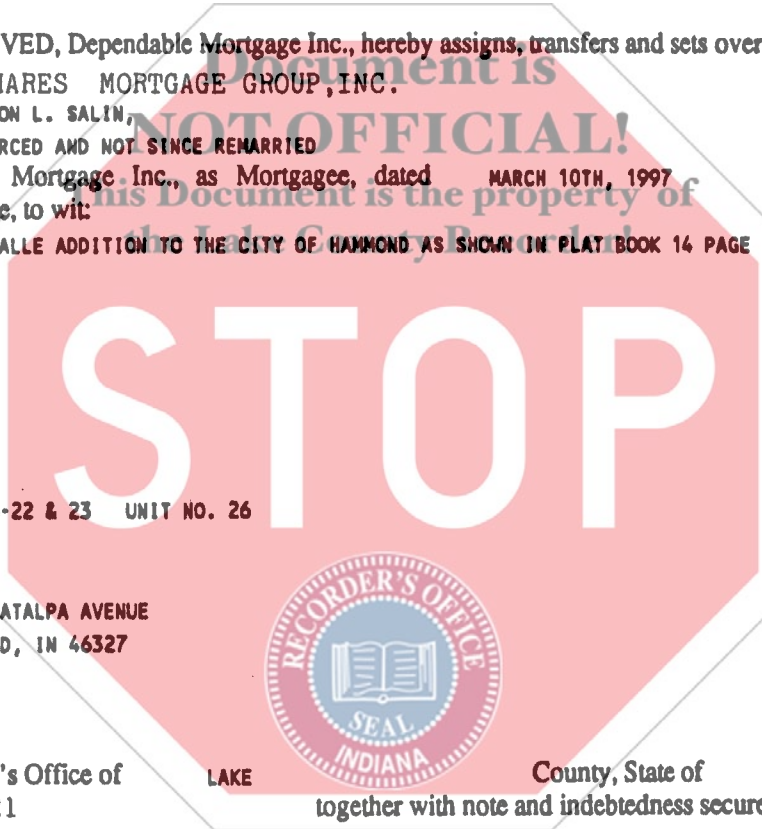 VED, Dependable Mortgage Inc., hereby assigns, transfers and sets over
Document is
HARES MORTGAGE GROUP,INC.
ON L. SALIN,
NOT OFFICIAL!
RCED AND NOT SINCE REMARRIED
Mortgage Inc., as Mortgagee, dated MARCH 10TH, 1997
This Document is the property of
e, to wit:
the Lake County Recorder!
ALLE ADDITION TO THE CITY OF HAMMOND AS SHOWN IN PLAT BOOK 14 PAGE
STOP
-22 & 23 UNIT NO. 26
ATALPA AVENUE
D, IN 46327
RECORDER'S OFFICE
SEAL
INDIANA
's Office of LAKE County, State of
together with note and indebtedness secure